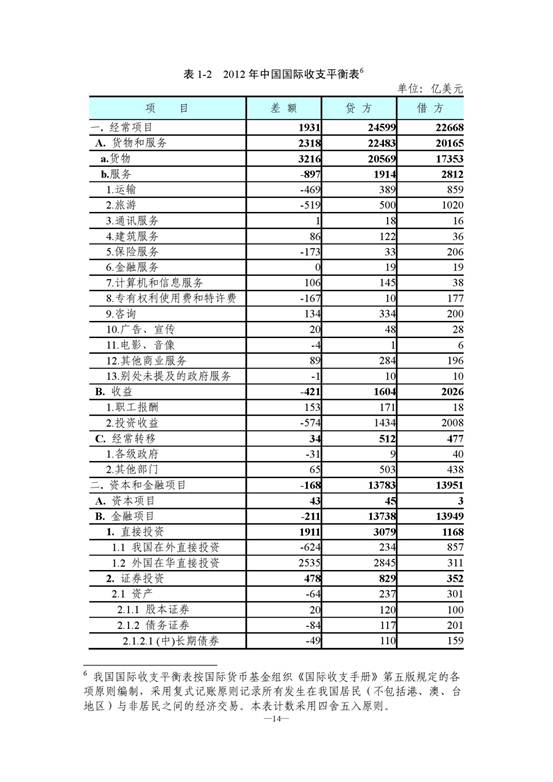 表 1-2 2012 年中国国际收支平衡表6
单位：亿美元
项 目 差 额 贷 方 借 方
一. 经常项目 1931 24599 22668
A. 货物和服务 2318 22483 20165
a.货物 3216 20569 17353
b.服务 -897 1914 2812
1.运输 -469 389 859
2.旅游 -519 500 1020
3.通讯服务 1 18 16
4.建筑服务 86 122 36
5.保险服务 -173 33 206
6.金融服务 0 19 19
7.计算机和信息服务 106 145 38
8.专有权利使用费和特许费 -167 10 177
9.咨询 134 334 200
10.广告、宣传 20 48 28
11.电影、音像 -4 1 6
12.其他商业服务 89 284 196
13.别处未提及的政府服务 -1 10 10
B. 收益 -421 1604 2026
1.职工报酬 153 171 18
2.投资收益 -574 1434 2008
C. 经常转移 34 512 477
1.各级政府 -31 9 40
2.其他部门 65 503 438
二. 资本和金融项目 -168 13783 13951
A. 资本项目 43 45 3
B. 金融项目 -211 13738 13949
1. 直接投资 1911 3079 1168
1.1 我国在外直接投资 -624 234 857
1.2 外国在华直接投资 2535 2845 311
2. 证券投资 478 829 352
2.1 资产 -64 237 301
2.1.1 股本证券 20 120 100
2.1.2 债务证券 -84 117 201
2.1.2.1 (中)长期债券 -49 110 159
6 我国国际收支平衡表按国际货币基金组织《国际收支手册》第五版规定的各
项原则编制，采用复式记账原则记录所有发生在我国居民（不包括港、澳、台
地区）与非居民之间的经济交易。本表计数采用四舍五入原则。
—14—